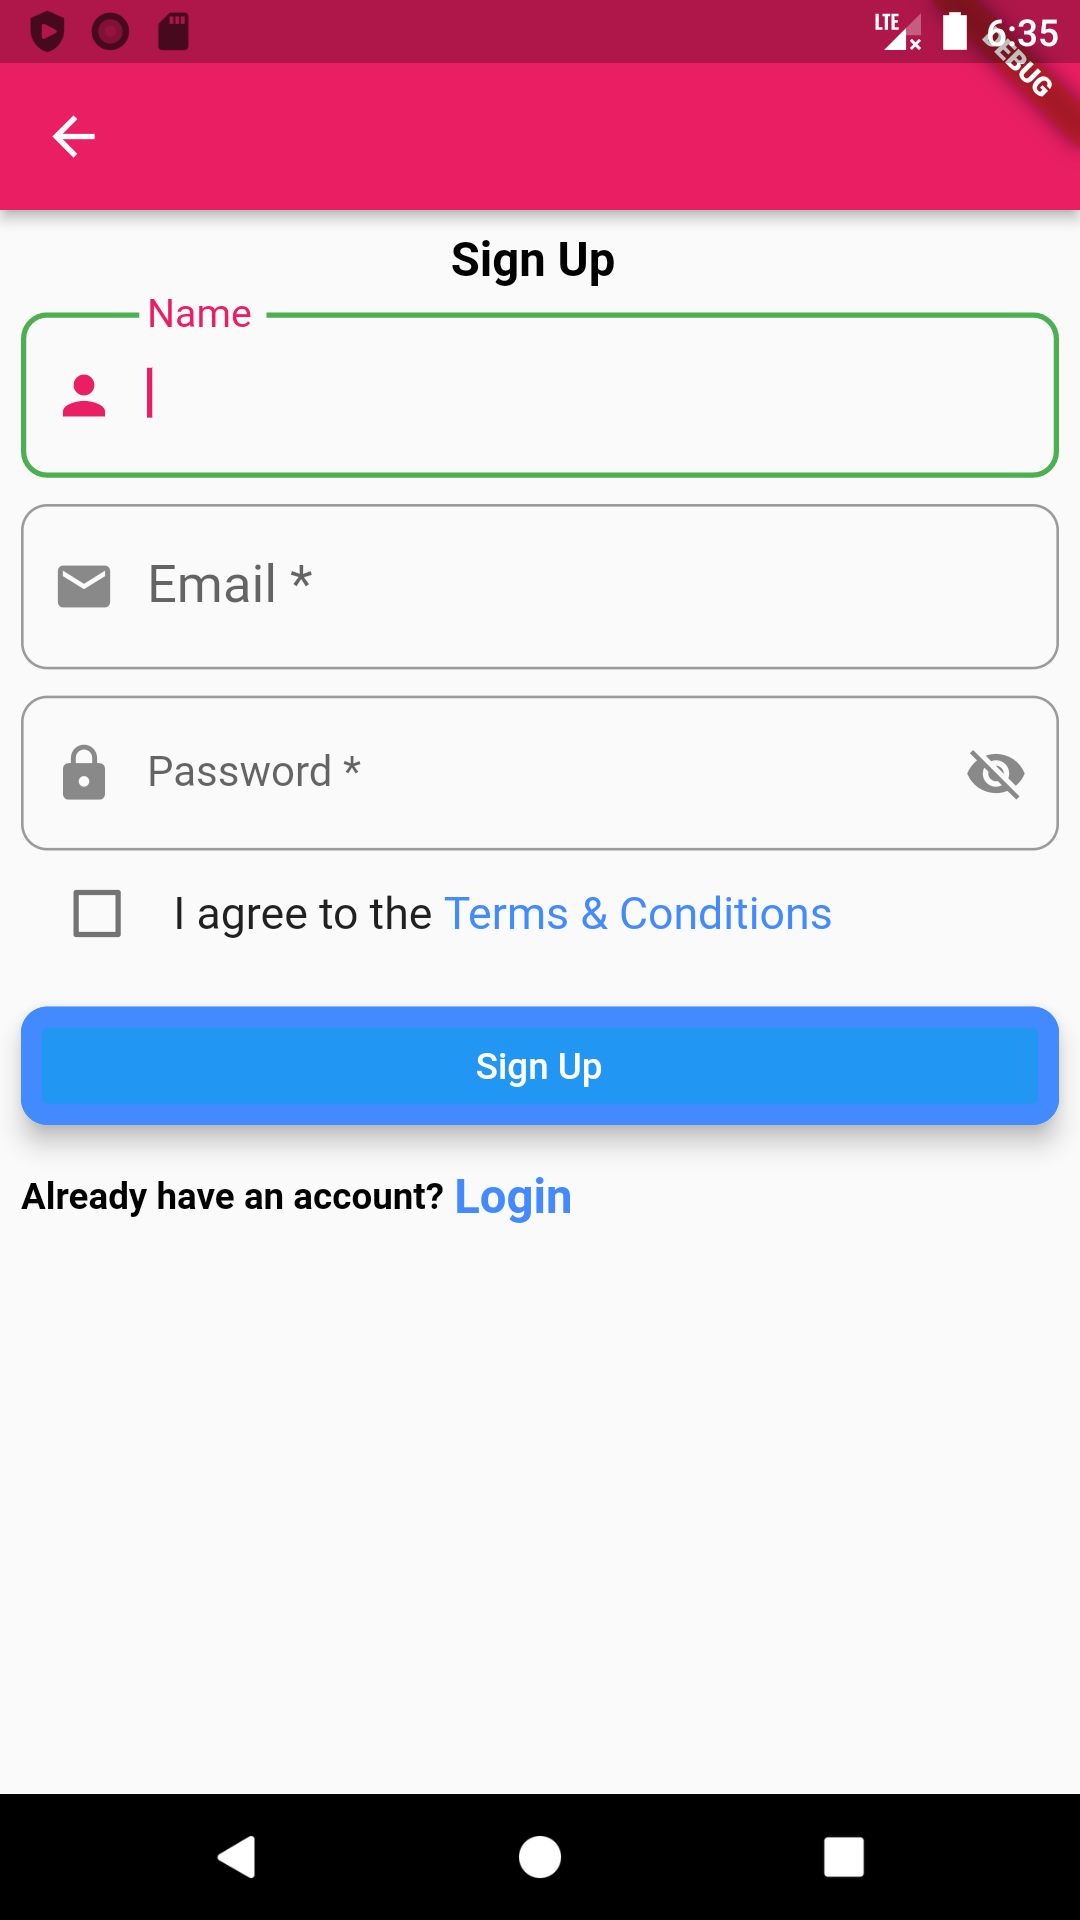 LTE 6:35
DEBUG
Sign Up
Name
Email *
Password *
I agree to the Terms & Conditions
Sign Up
Already have an account? Login